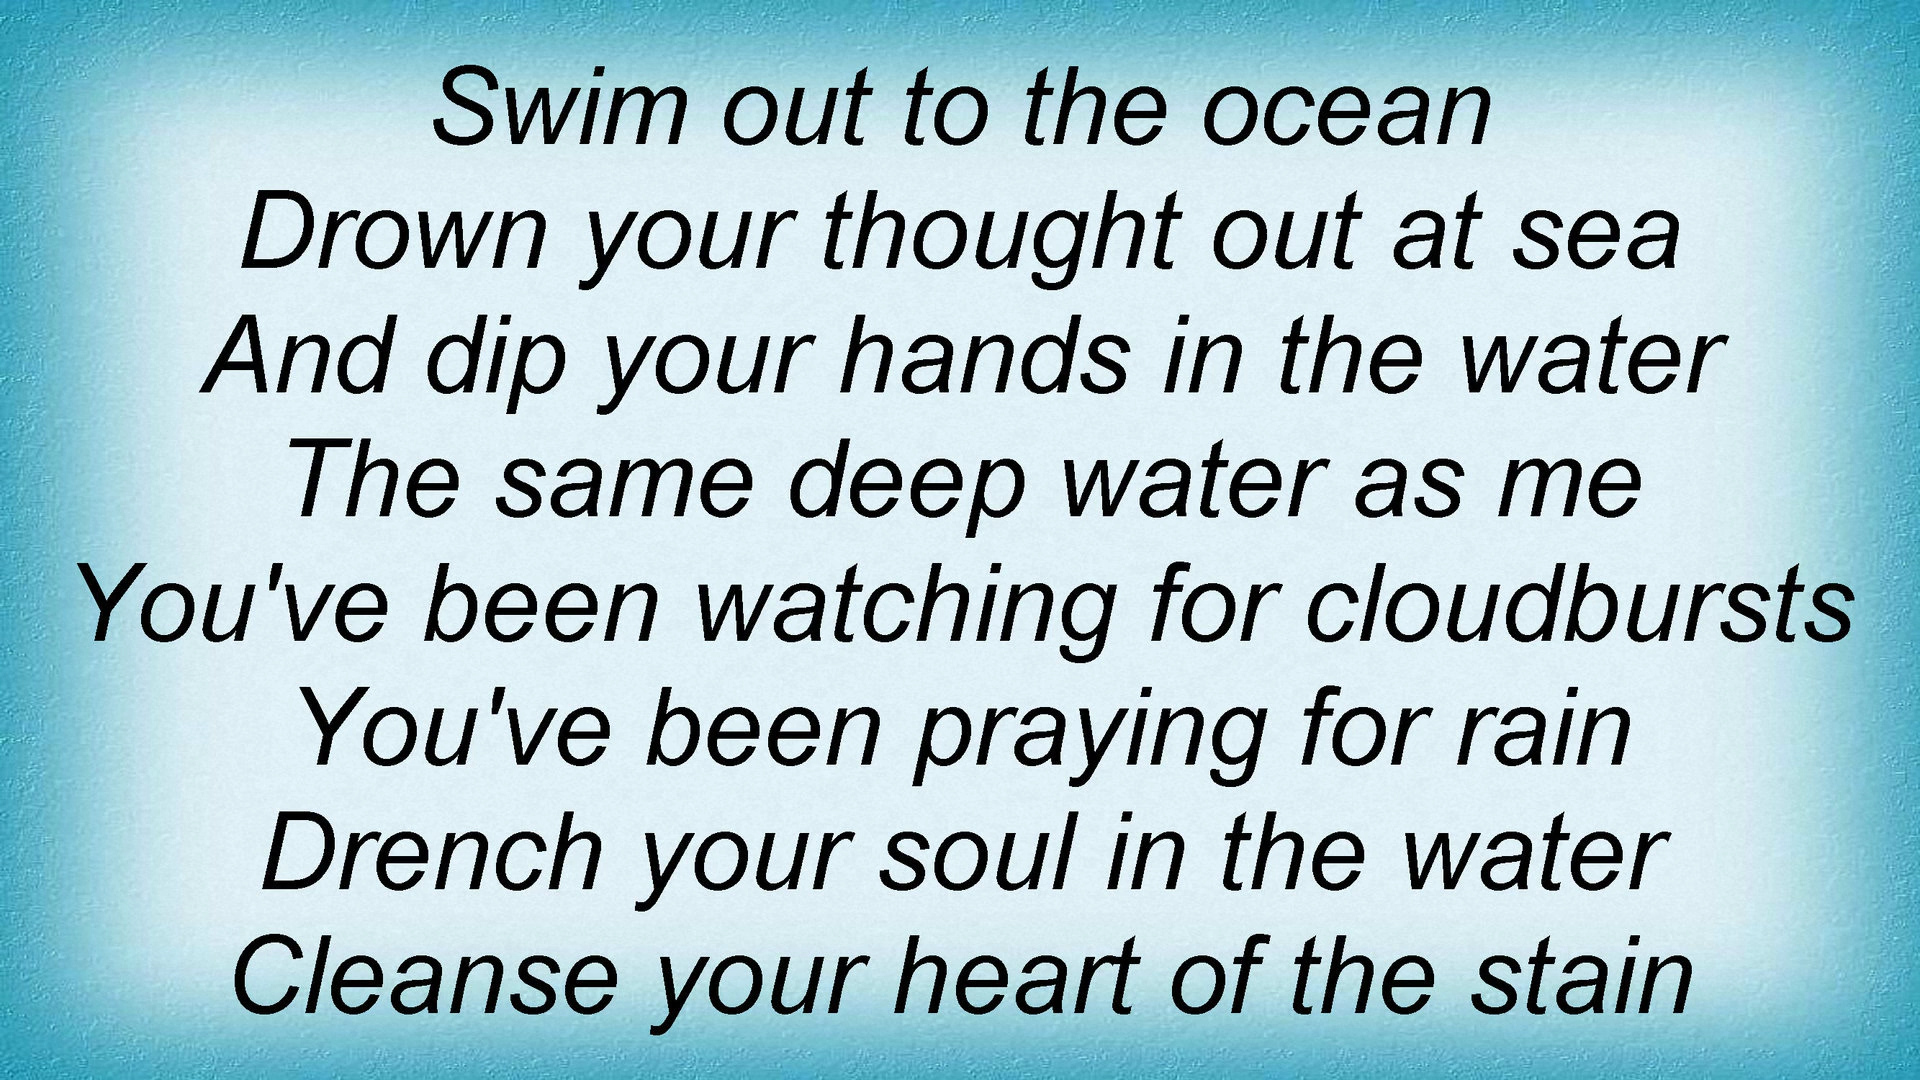 Swim out to the ocean
Drown your thought out at sea
And dip your hands in the water
The same deep water as me
You've been watching for cloudbursts
You've been praying for rain
Drench your soul in the water
Cleanse your heart of the stain